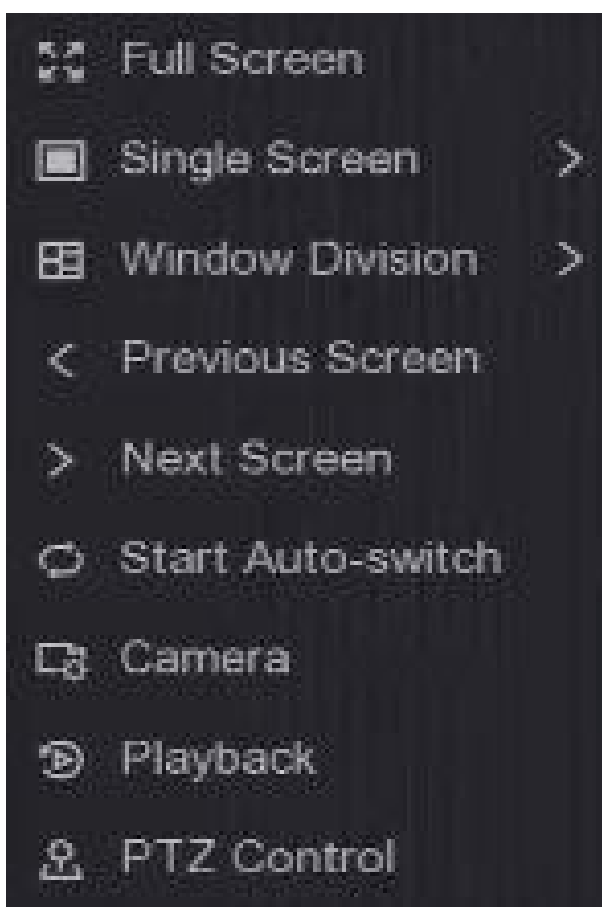 Full Screen
Single Screen
Window Division
Previous Screen
Next Screen
Start Auto-switch
Camera
Playback
PTZ Control